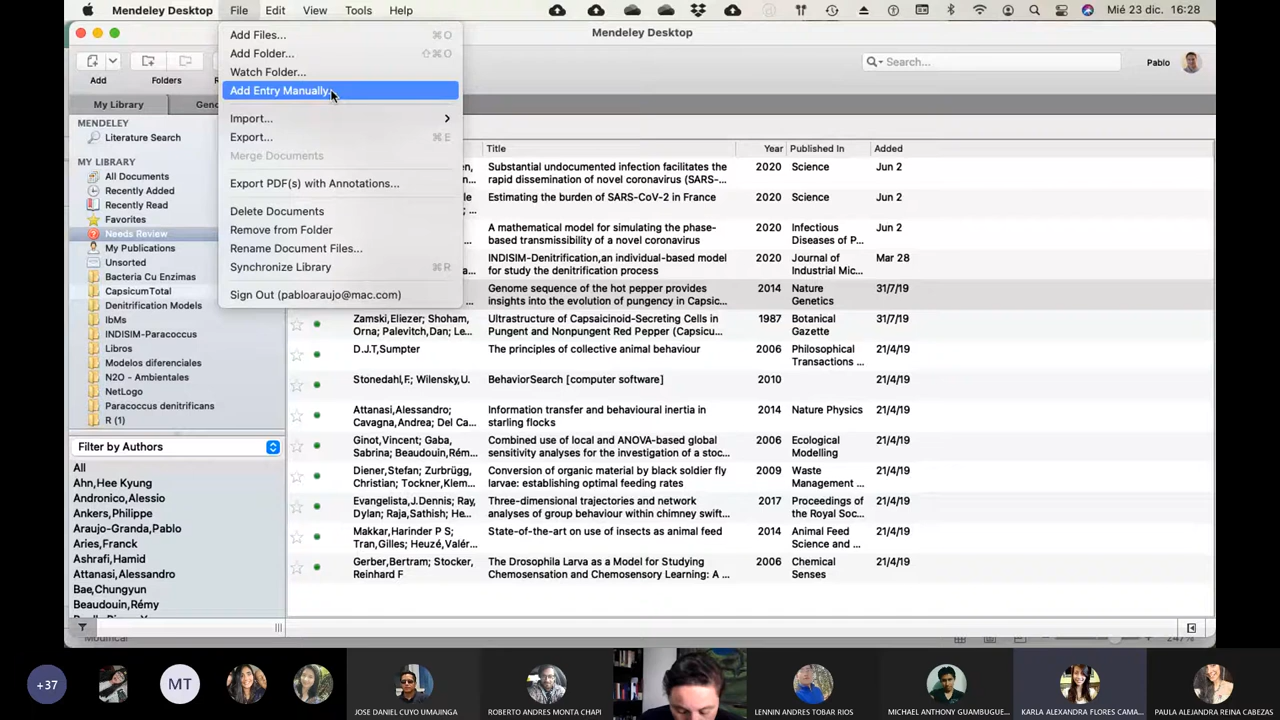 Mendeley Desktop File Edit View Tools Help Mié 23 dic. 16:28
Mendeley Desktop
Add Files... ⌘O
Add Folder... ⇧⌘O
Watch Folder...
Add Entry Manually...
Import...
Export... ⌘E
Merge Documents
Export PDF(s) with Annotations...
Delete Documents
Remove from Folder
Rename Document Files...
Synchronize Library ⌘R
Sign Out (pabloaraujo@mac.com)
Add
Folders
Search...
Pablo
My Library
MENDELEY
Literature Search
MY LIBRARY
All Documents
Recently Added
Recently Read
Favorites
Needs Review
My Publications
Unsorted
Bacteria Cu Enzimas
CapsicumTotal
Denitrification Models
IbMs
INDISIM-Paracoccus
Libros
Modelos diferenciales
N2O - Ambientales
NetLogo
Paracoccus denitrificans
R (1)
Filter by Authors
All
Ahn,Hee Kyung
Andronico,Alessio
Ankers,Philippe
Araujo-Granda,Pablo
Aries,Franck
Ashrafi,Hamid
Attanasi,Alessandro
Bae,Chungyun
Beaudouin,Rémy
Title Year Published In Added
Substantial undocumented infection facilitates the 2020 Science Jun 2
rapid dissemination of novel coronavirus (SARS-...
Estimating the burden of SARS-CoV-2 in France 2020 Science
A mathematical model for simulating the phase- 2020 Infectious Jun 2
based transmissibility of a novel coronavirus Diseases of P...
INDISIM-Denitrification,an individual-based model 2020 Journal of Mar 28
for study the denitrification process Industrial Mic...
Genome sequence of the hot pepper provides 2014 Nature 31/7/19
insights into the evolution of pungency in Capsic... Genetics
Zamski,Eliezer; Shoham, Ultrastructure of Capsaicinoid-Secreting Cells in 1987 Botanical 31/7/19
Orna; Palevitch,Dan; Le... Pungent and Nonpungent Red Pepper (Capsicu... Gazette
D.J.T,Sumpter The principles of collective animal behaviour 2006 Philosophical 21/4/19
Transactions ...
Stonedahl,F.; Wilensky,U. BehaviorSearch [computer software] 2010 21/4/19
Attanasi,Alessandro; Information transfer and behavioural inertia in 2014 Nature Physics 21/4/19
Cavagna,Andrea; Del Ca... starling flocks
Ginot,Vincent; Gaba, Combined use of local and ANOVA-based global 2006 Ecological 21/4/19
Sabrina; Beaudouin,Rém... sensitivity analyses for the investigation of a stoc... Modelling
Diener,Stefan; Zurbrügg, Conversion of organic material by black soldier fly 2009 Waste 21/4/19
Christian; Tockner,Klem... larvae: establishing optimal feeding rates Management ...
Evangelista,J.Dennis; Ray, Three-dimensional trajectories and network 2017 Proceedings of 21/4/19
Dylan; Raja,Sathish; He... analyses of group behaviour within chimney swift... the Royal Soc...
Makkar,Harinder P S; State-of-the-art on use of insects as animal feed 2014 Animal Feed 21/4/19
Tran,Gilles; Heuzé,Valér... Science and ...
Gerber,Bertram; Stocker, The Drosophila Larva as a Model for Studying 2006 Chemical 21/4/19
Reinhard F Chemosensation and Chemosensory Learning: A ... Senses
+37
MT
JOSE DANIEL CUYO UMAJINGA
ROBERTO ANDRES MONTA CHAPI
LENNIN ANDRES TOBAR RIOS
MICHAEL ANTHONY GUAMBUGUE...
KARLA ALEXANDRA FLORES CAMA...
PAULA ALEJANDRA REINA CABEZAS